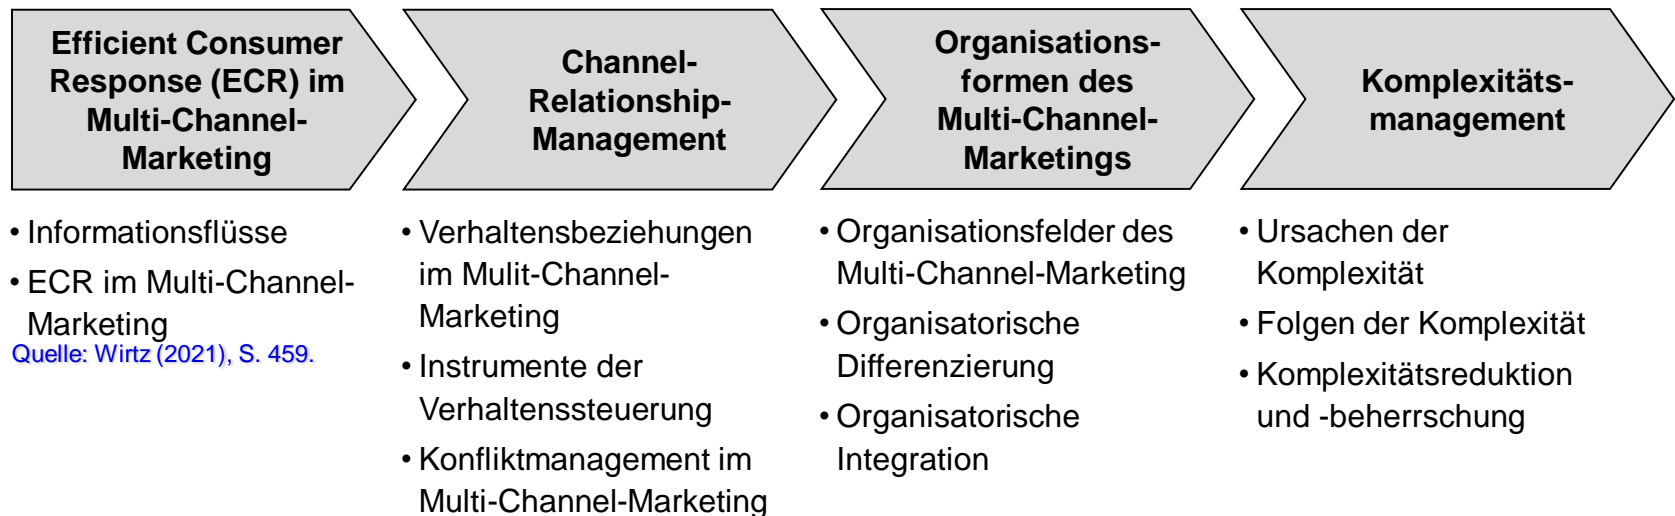 Efficient Consumer
Response (ECR) im
Multi-Channel-
Marketing
• Informationsflüsse
• ECR im Multi-Channel-
Marketing
Quelle: Wirtz (2021), S. 459.
Channel-
Relationship-
Management
• Verhaltensbeziehungen
im Mulit-Channel-
Marketing
• Instrumente der
Verhaltenssteuerung
• Konfliktmanagement im
Multi-Channel-Marketing
Organisations-
formen des
Multi-Channel-
Marketings
• Organisationsfelder des
Multi-Channel-Marketing
• Organisatorische
Differenzierung
• Organisatorische
Integration
Komplexitäts-
management
• Ursachen der
Komplexität
• Folgen der Komplexität
• Komplexitätsreduktion
und -beherrschung